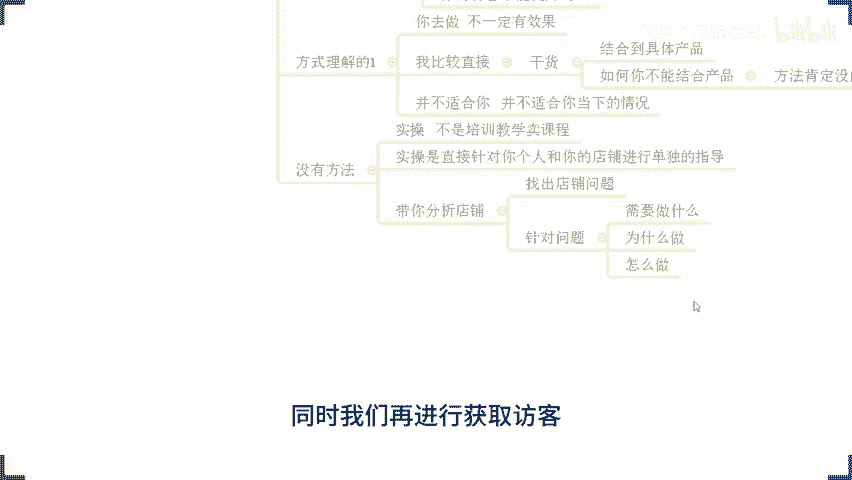 你去做 不一定有效果
方式理解的1
我比较直接
干货
结合到具体产品
如何你不能结合产品
方法肯定没
并不适合你 并不适合你当下的情况
没有方法
实操 不是培训教学卖课程
实操是直接针对你个人和你的店铺进行单独的指导
带你分析店铺
找出店铺问题
针对问题
需要做什么
为什么做
怎么做
同时我们再进行获取访客
bilibili